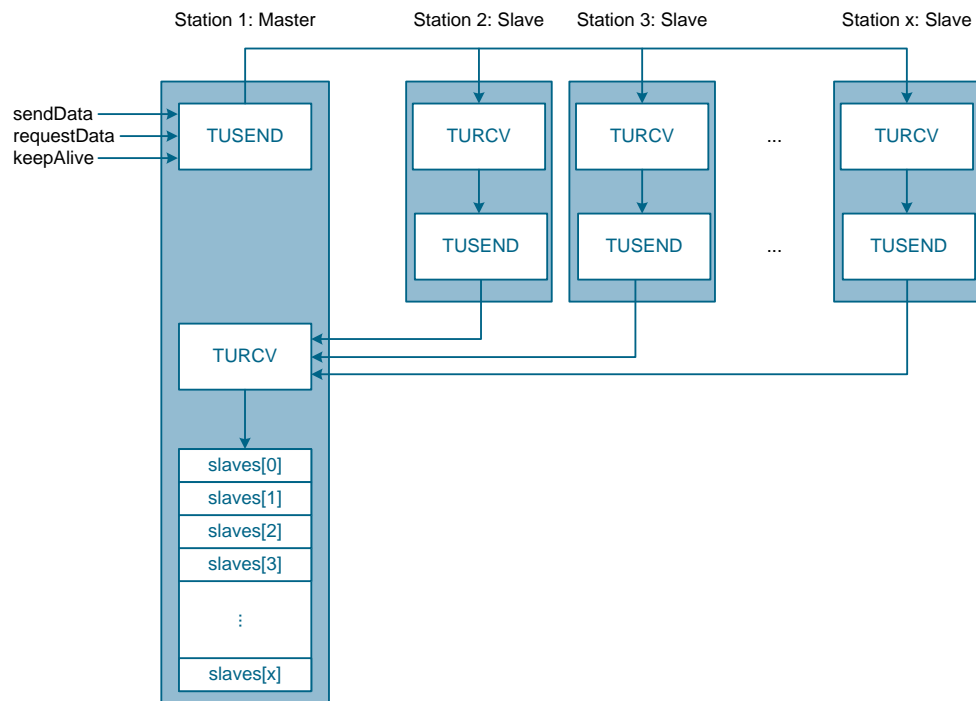 Station 1: Master
Station 2: Slave
Station 3: Slave
Station x: Slave
sendData
requestData
keepAlive
TUSEND
TURCV
TURCV
...
TURCV
TUSEND
TUSEND
...
TUSEND
TURCV
slaves[0]
slaves[1]
slaves[2]
slaves[3]
...
slaves[x]